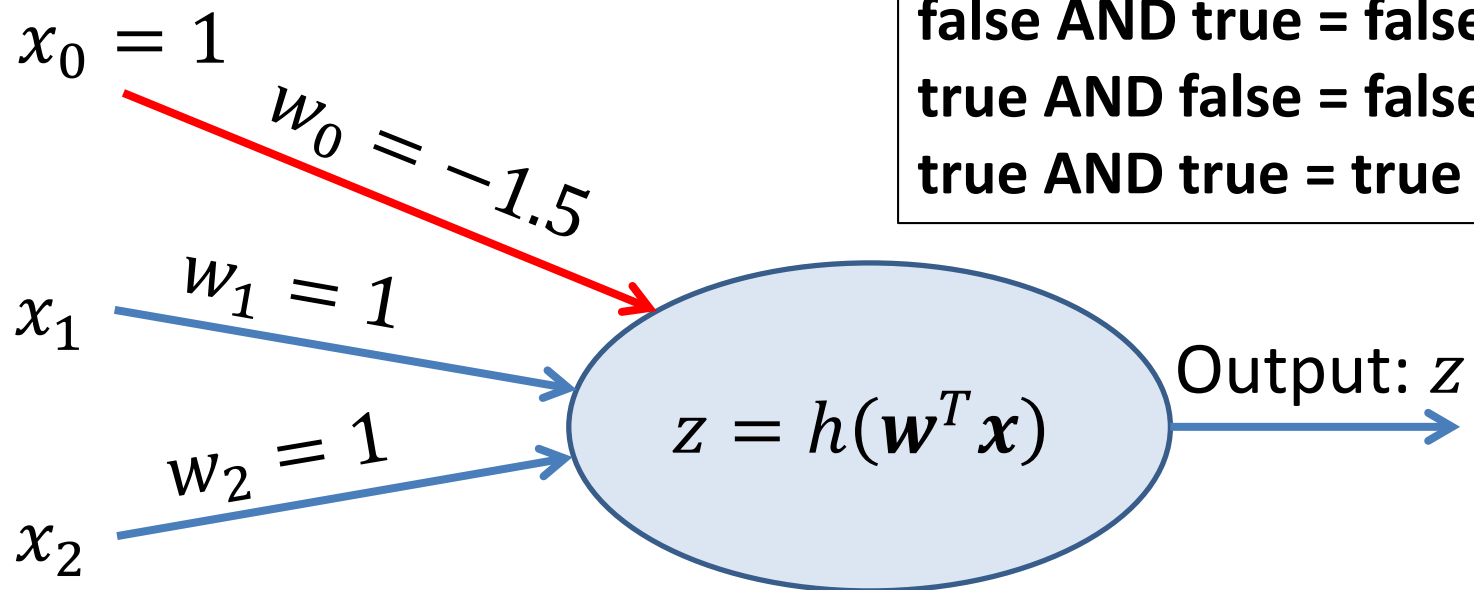 x₀ = 1
w₀ = −1.5
false AND true = false
true AND false = false
true AND true = true
x₁
w₁ = 1
Output: z
z = h(wᵀx)
w₂ = 1
x₂